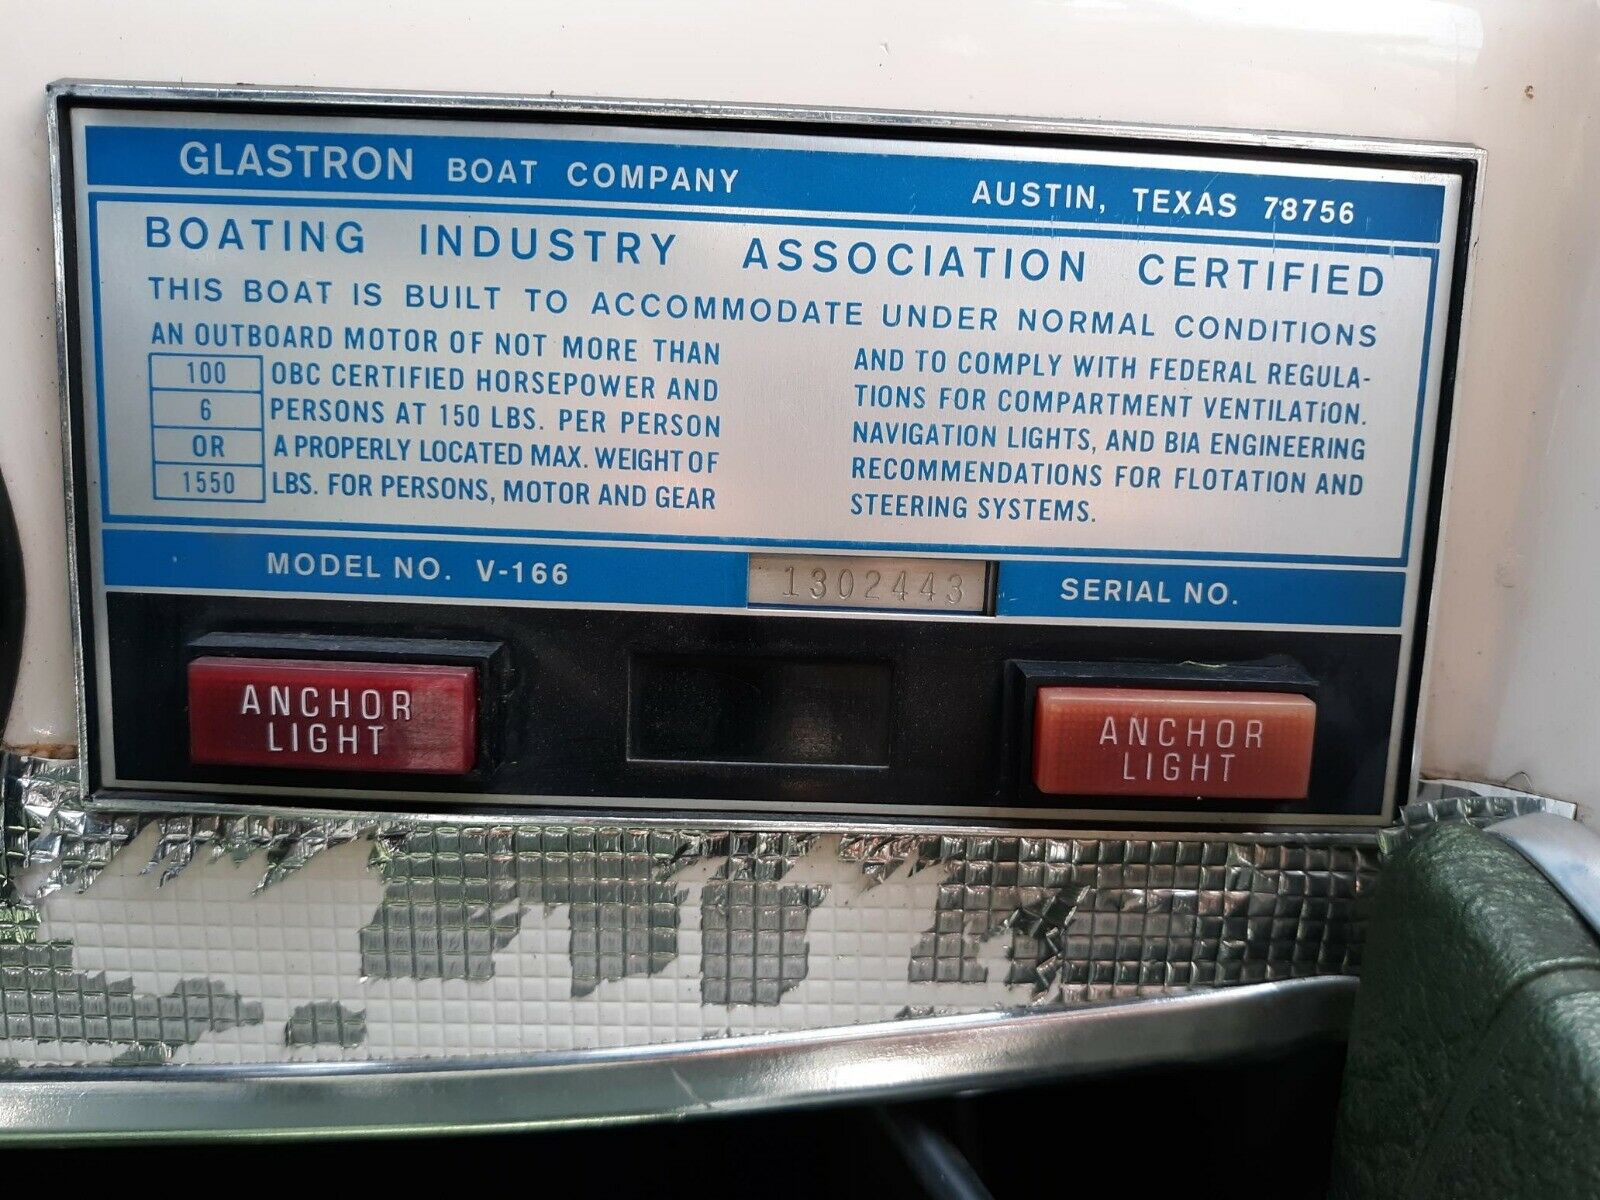 GLASTRON BOAT COMPANY AUSTIN, TEXAS 78756
BOATING INDUSTRY ASSOCIATION CERTIFIED
THIS BOAT IS BUILT TO ACCOMMODATE UNDER NORMAL CONDITIONS
AN OUTBOARD MOTOR OF NOT MORE THAN
100 OBC CERTIFIED HORSEPOWER AND
6 PERSONS AT 150 LBS. PER PERSON
OR A PROPERLY LOCATED MAX. WEIGHT OF
1550 LBS. FOR PERSONS, MOTOR AND GEAR
AND TO COMPLY WITH FEDERAL REGULA-
TIONS FOR COMPARTMENT VENTILATiON.
NAVIGATION LIGHTS, AND BIA ENGINEERING
RECOMMENDATIONS FOR FLOTATION AND
STEERING SYSTEMS.
MODEL NO. V-166 1302443 SERIAL NO.
ANCHOR
LIGHT
ANCHOR
LIGHT